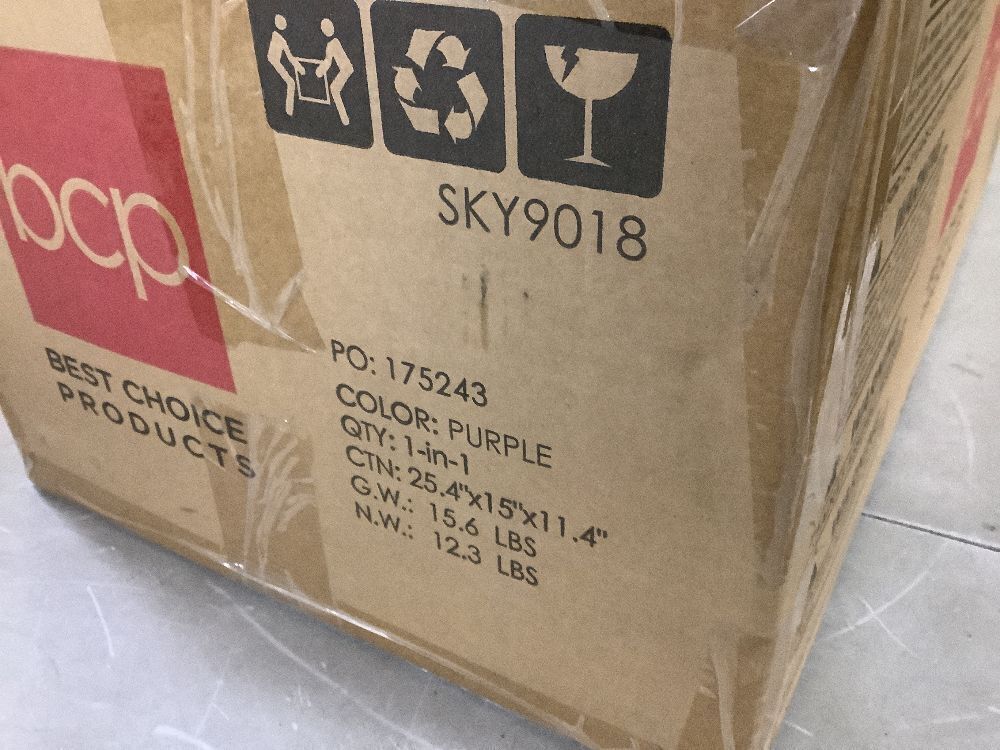 bcp
BEST CHOICE
PRODUCTS
SKY9018
PO: 175243
COLOR: PURPLE
QTY: 1-in-1
CTN: 25.4"x15"x11.4"
G.W.: 15.6 LBS
N.W.: 12.3 LBS